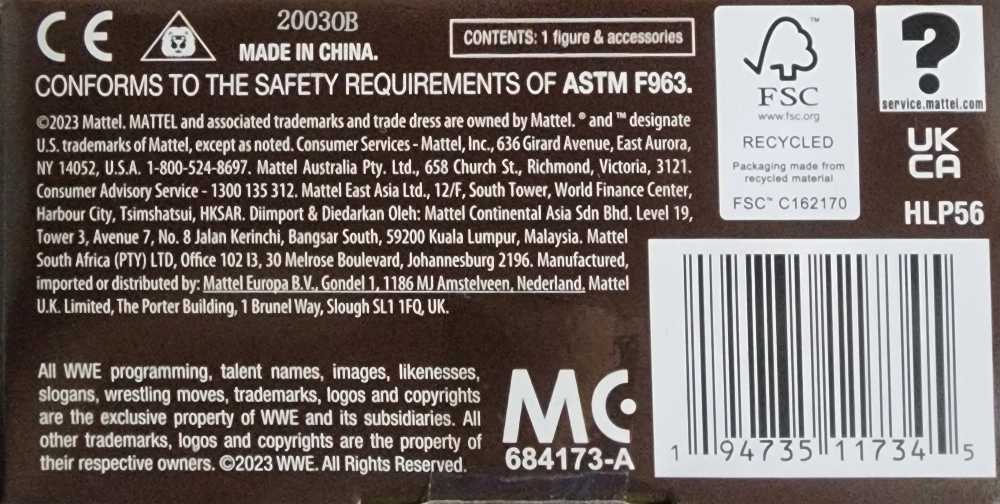 CE
20030B
MADE IN CHINA.
CONTENTS: 1 figure & accessories
CONFORMS TO THE SAFETY REQUIREMENTS OF ASTM F963.
©2023 Mattel. MATTEL and associated trademarks and trade dress are owned by Mattel. ® and ™ designate
U.S. trademarks of Mattel, except as noted. Consumer Services - Mattel, Inc., 636 Girard Avenue, East Aurora,
NY 14052, U.S.A. 1-800-524-8697. Mattel Australia Pty. Ltd., 658 Church St., Richmond, Victoria, 3121.
Consumer Advisory Service - 1300 135 312. Mattel East Asia Ltd., 12/F, South Tower, World Finance Center,
Harbour City, Tsimshatsui, HKSAR. Diimport & Diedarkan Oleh: Mattel Continental Asia Sdn Bhd. Level 19,
Tower 3, Avenue 7, No. 8 Jalan Kerinchi, Bangsar South, 59200 Kuala Lumpur, Malaysia. Mattel
South Africa (PTY) LTD, Office 102 I3, 30 Melrose Boulevard, Johannesburg 2196. Manufactured,
imported or distributed by: Mattel Europa B.V., Gondel 1, 1186 MJ Amstelveen, Nederland. Mattel
U.K. Limited, The Porter Building, 1 Brunel Way, Slough SL1 1FQ, UK.
All WWE programming, talent names, images, likenesses,
slogans, wrestling moves, trademarks, logos and copyrights
are the exclusive property of WWE and its subsidiaries. All
other trademarks, logos and copyrights are the property of
their respective owners. ©2023 WWE. All Rights Reserved.
MC
684173-A
™
FSC
www.fsc.org
RECYCLED
Packaging made from
recycled material
FSC™ C162170
?
service.mattel.com
UK
CA
HLP56
1 94735 11734 5